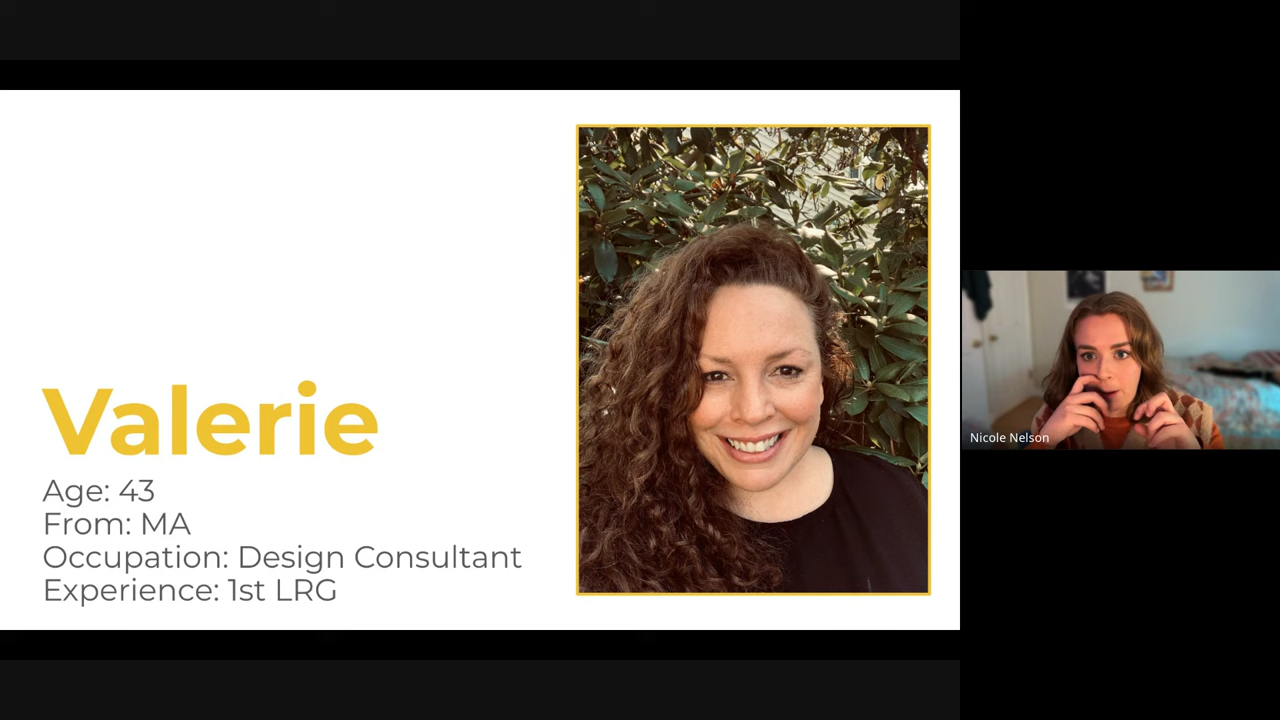 Valerie
Age: 43
From: MA
Occupation: Design Consultant
Experience: 1st LRG
Nicole Nelson